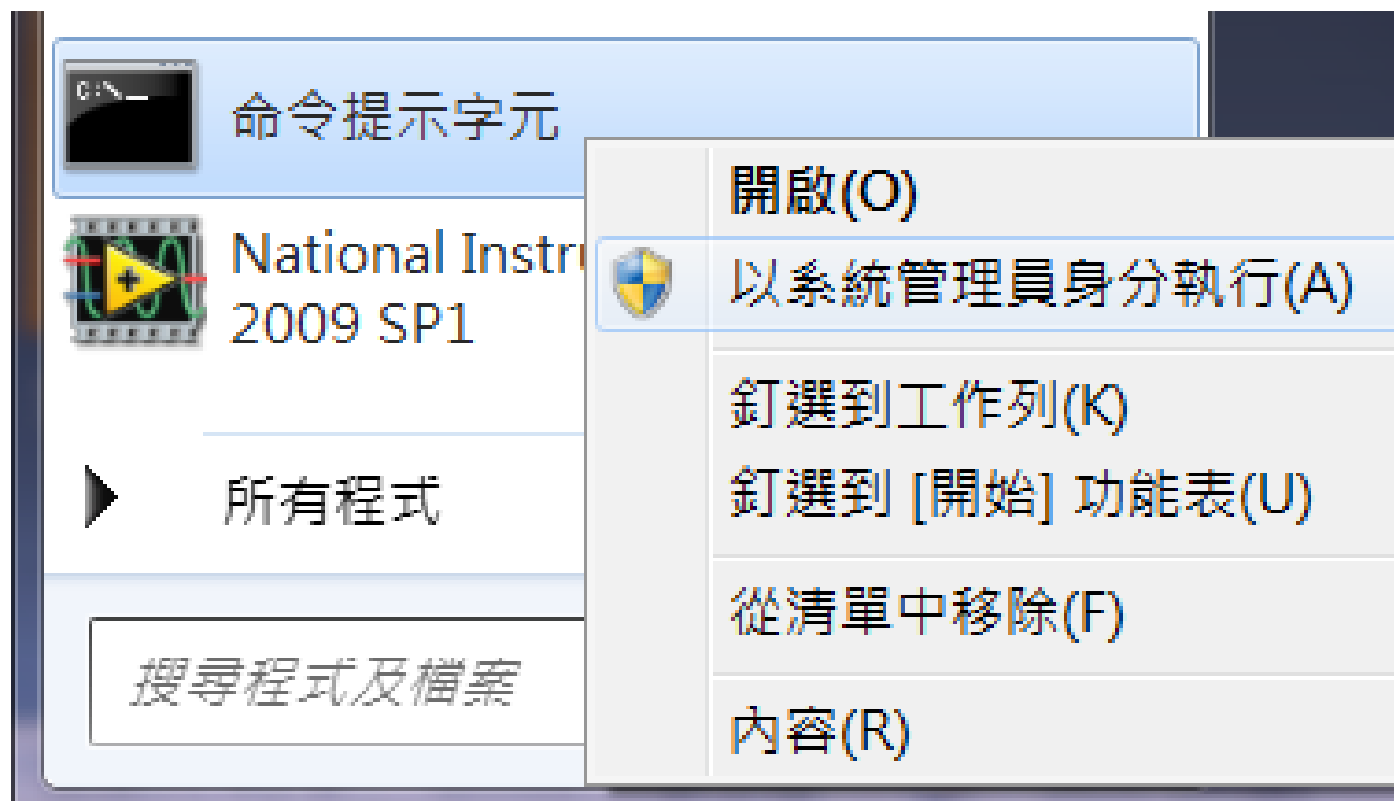 C:\_
命令提示字元
開啟(O)
National Instr
以系統管理員身分執行(A)
2009 SP1
釘選到工作列(K)
所有程式
釘選到 [開始] 功能表(U)
從清單中移除(F)
搜尋程式及檔案
內容(R)